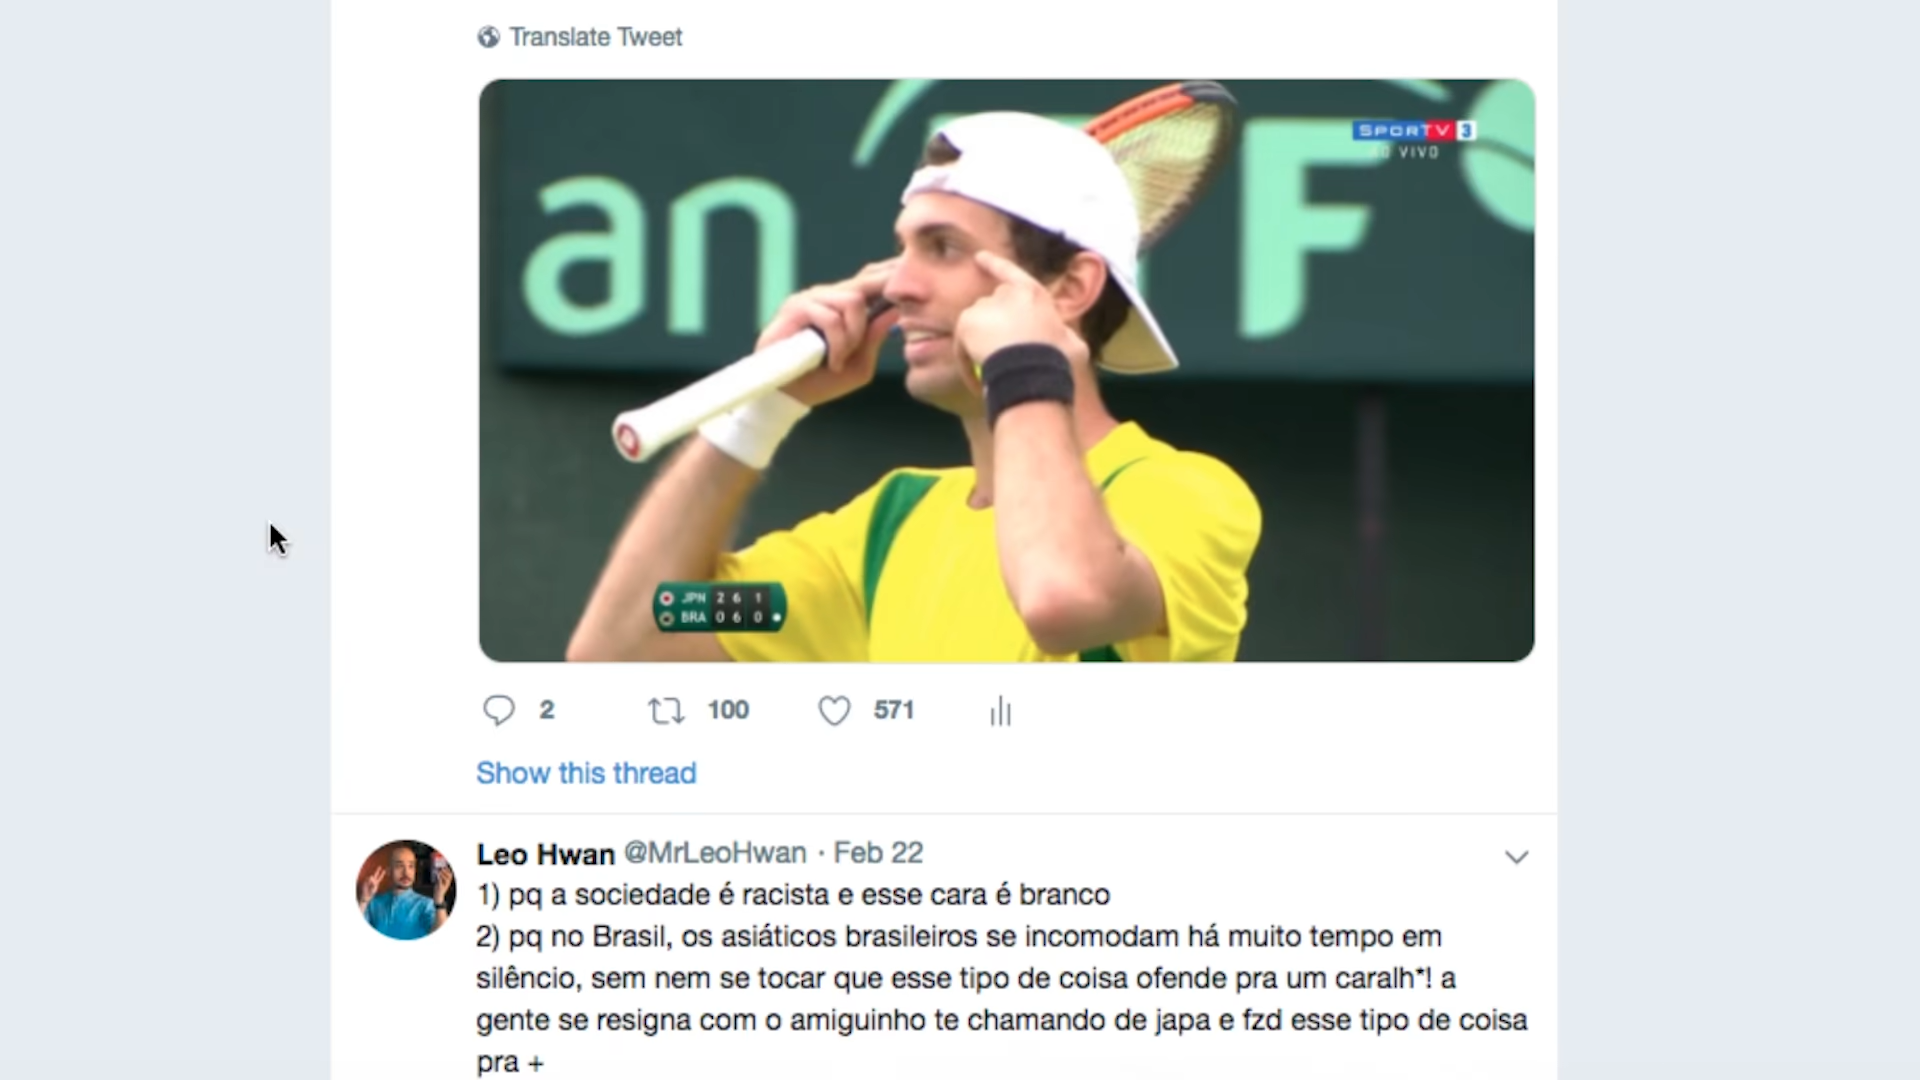 Translate Tweet
an F
SPORTV 3
AO VIVO
JPN 2 6 1
BRA 0 6 0
2 100 571
Show this thread
Leo Hwan @MrLeoHwan · Feb 22
1) pq a sociedade é racista e esse cara é branco
2) pq no Brasil, os asiáticos brasileiros se incomodam há muito tempo em
silêncio, sem nem se tocar que esse tipo de coisa ofende pra um caralh*! a
gente se resigna com o amiguinho te chamando de japa e fzd esse tipo de coisa
pra +